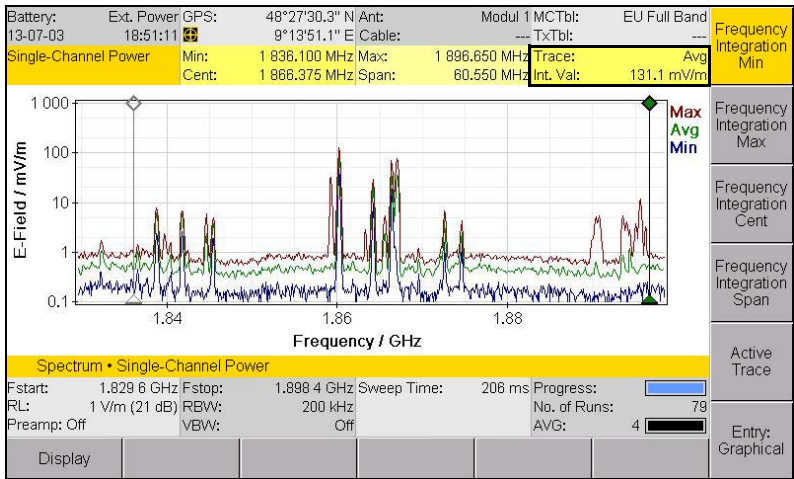 Battery: Ext. Power GPS: 48°27'30.3" N Ant: Modul 1 MCTbl: EU Full Band
13-07-03 18:51:11 9°13'51.1" E Cable: --- TxTbl: ---
Single-Channel Power Min: 1 836.100 MHz Max: 1 896.650 MHz Trace: Avg
Cent: 1 866.375 MHz Span: 60.550 MHz Int. Val: 131.1 mV/m
Frequency
Integration
Min
Frequency
Integration
Max
Frequency
Integration
Cent
Frequency
Integration
Span
Active
Trace
Entry:
Graphical
E-Field / mV/m
1 000
100
10
1
0.1
Max
Avg
Min
1.84 1.86 1.88
Frequency / GHz
Spectrum • Single-Channel Power
Fstart: 1.829 6 GHz Fstop: 1.898 4 GHz Sweep Time: 206 ms Progress:
RL: 1 V/m (21 dB) RBW: 200 kHz No. of Runs: 79
Preamp: Off VBW: Off AVG: 4
Display